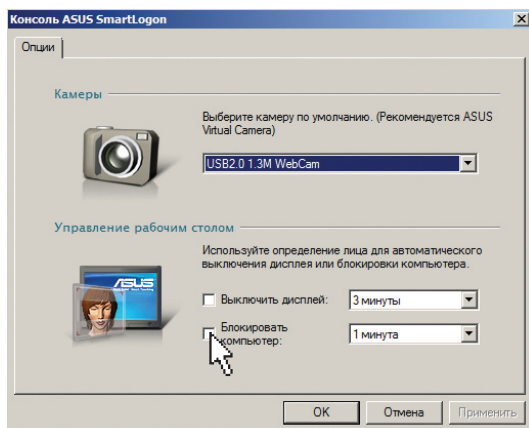 Консоль ASUS SmartLogon
Опции
Камеры
Выберите камеру по умолчанию. (Рекомендуется ASUS
Virtual Camera)
USB2.0 1.3M WebCam
Управление рабочим столом
Используйте определение лица для автоматического
выключения дисплея или блокировки компьютера.
ASUS
Выключить дисплей: 3 минуты
Блокировать
компьютер: 1 минута
OK Отмена Применить